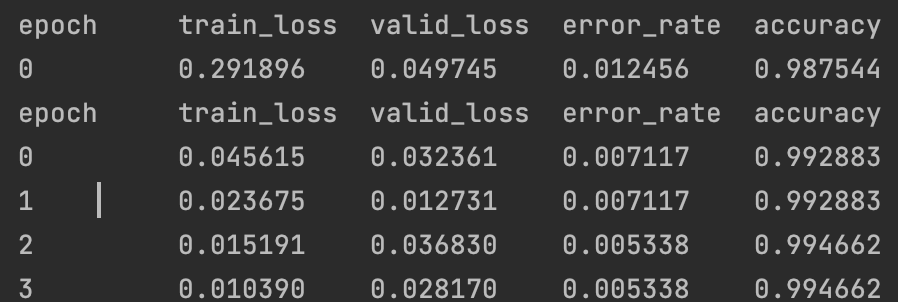 epoch train_loss valid_loss error_rate accuracy
0 0.291896 0.049745 0.012456 0.987544
epoch train_loss valid_loss error_rate accuracy
0 0.045615 0.032361 0.007117 0.992883
1 0.023675 0.012731 0.007117 0.992883
2 0.015191 0.036830 0.005338 0.994662
3 0.010390 0.028170 0.005338 0.994662